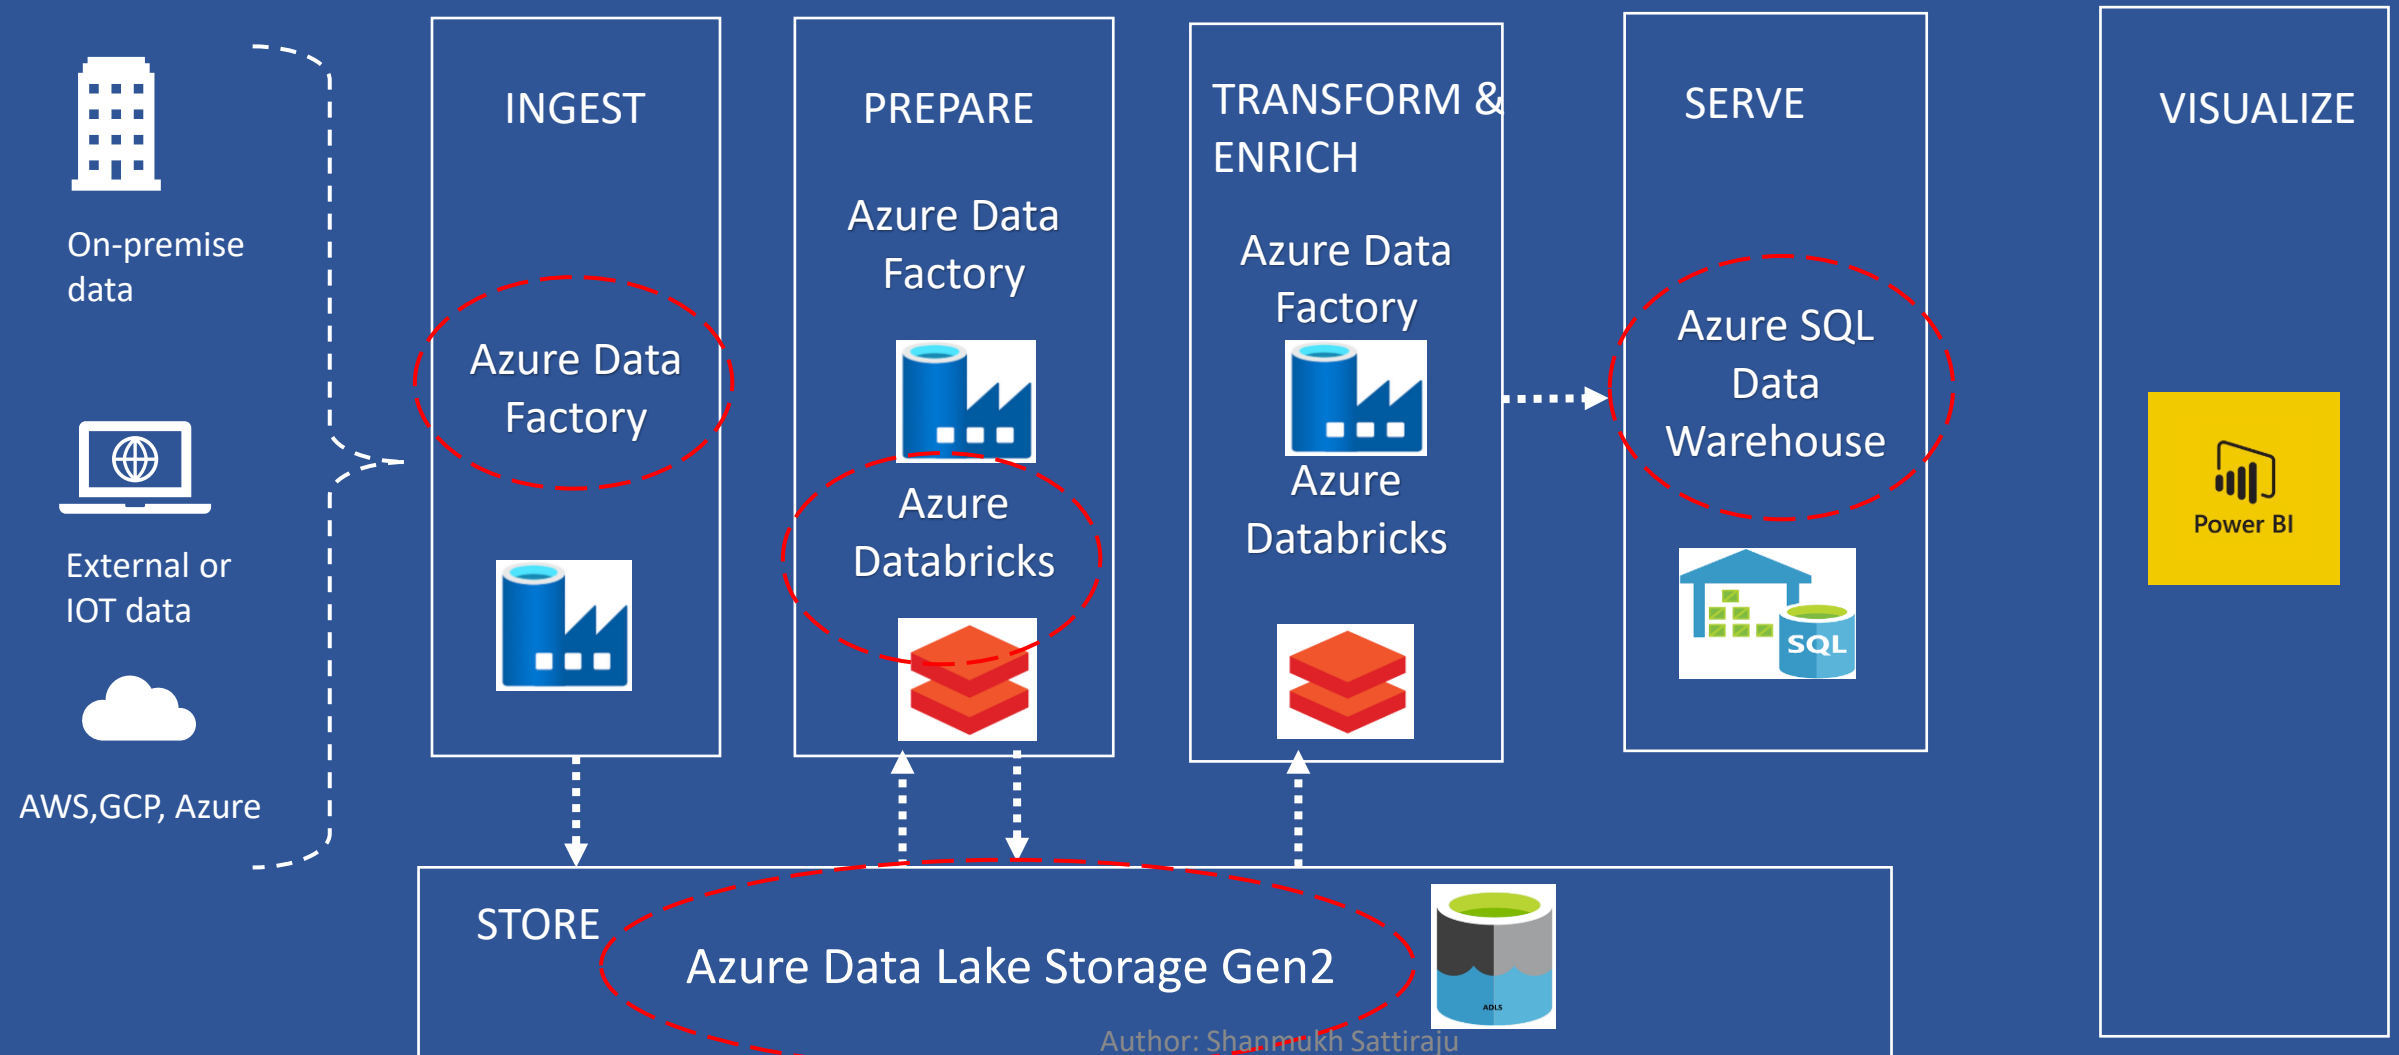 On-premise
data
External or
IOT data
AWS,GCP, Azure
INGEST
Azure Data
Factory
PREPARE
Azure Data
Factory
Azure
Databricks
TRANSFORM &
ENRICH
Azure Data
Factory
Azure
Databricks
SERVE
Azure SQL
Data
Warehouse
SQL
VISUALIZE
Power BI
STORE
Azure Data Lake Storage Gen2
ADLS
Author: Shanmukh Sattiraju